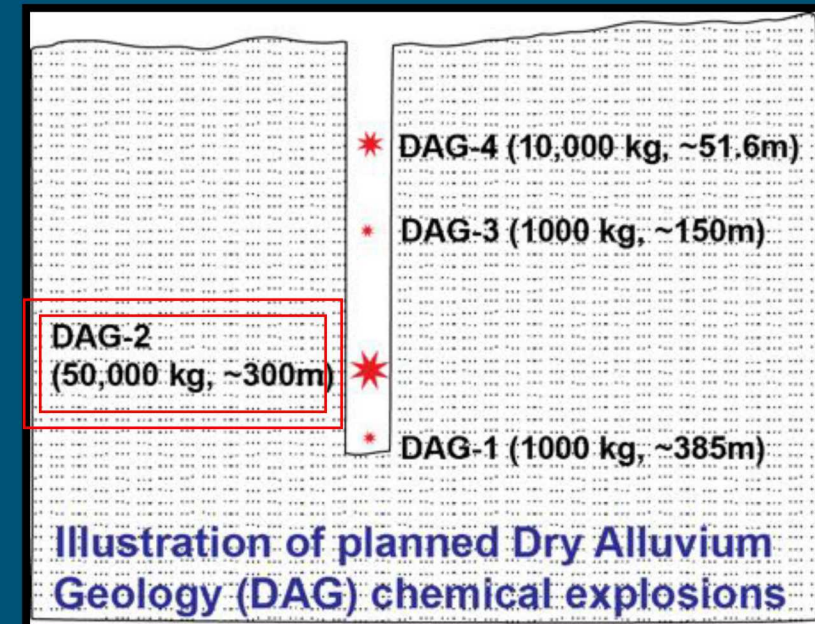 DAG-4 (10,000 kg, ~51.6m)
DAG-3 (1000 kg, ~150m)
DAG-2
(50,000 kg, ~300m)
DAG-1 (1000 kg, ~385m)
Illustration of planned Dry Alluvium
Geology (DAG) chemical explosions